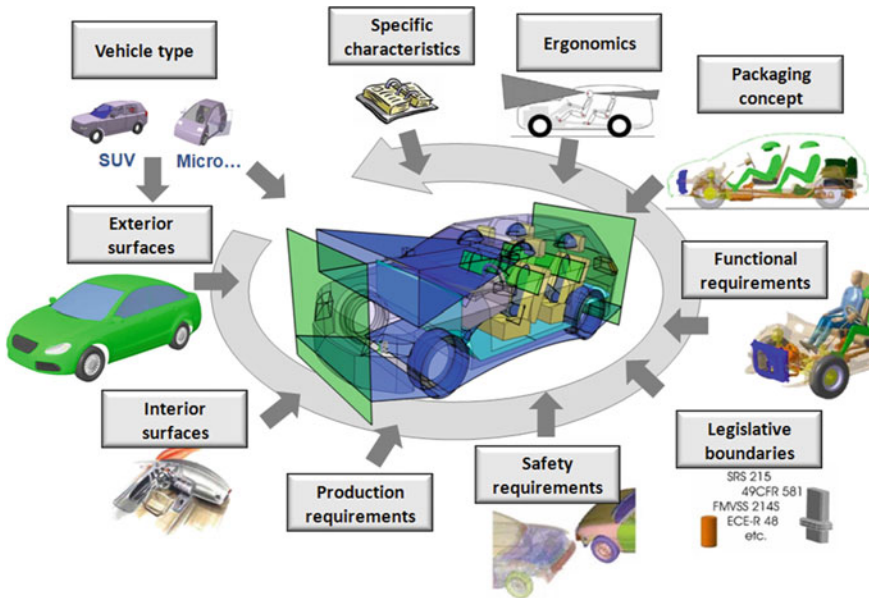 Vehicle type
Specific
characteristics
Ergonomics
Packaging
concept
SUV
Micro...
Exterior
surfaces
Functional
requirements
Interior
surfaces
Production
requirements
Safety
requirements
Legislative
boundaries
SRS 215
49CFR 581
FMVSS 214S
ECE-R 48
etc.